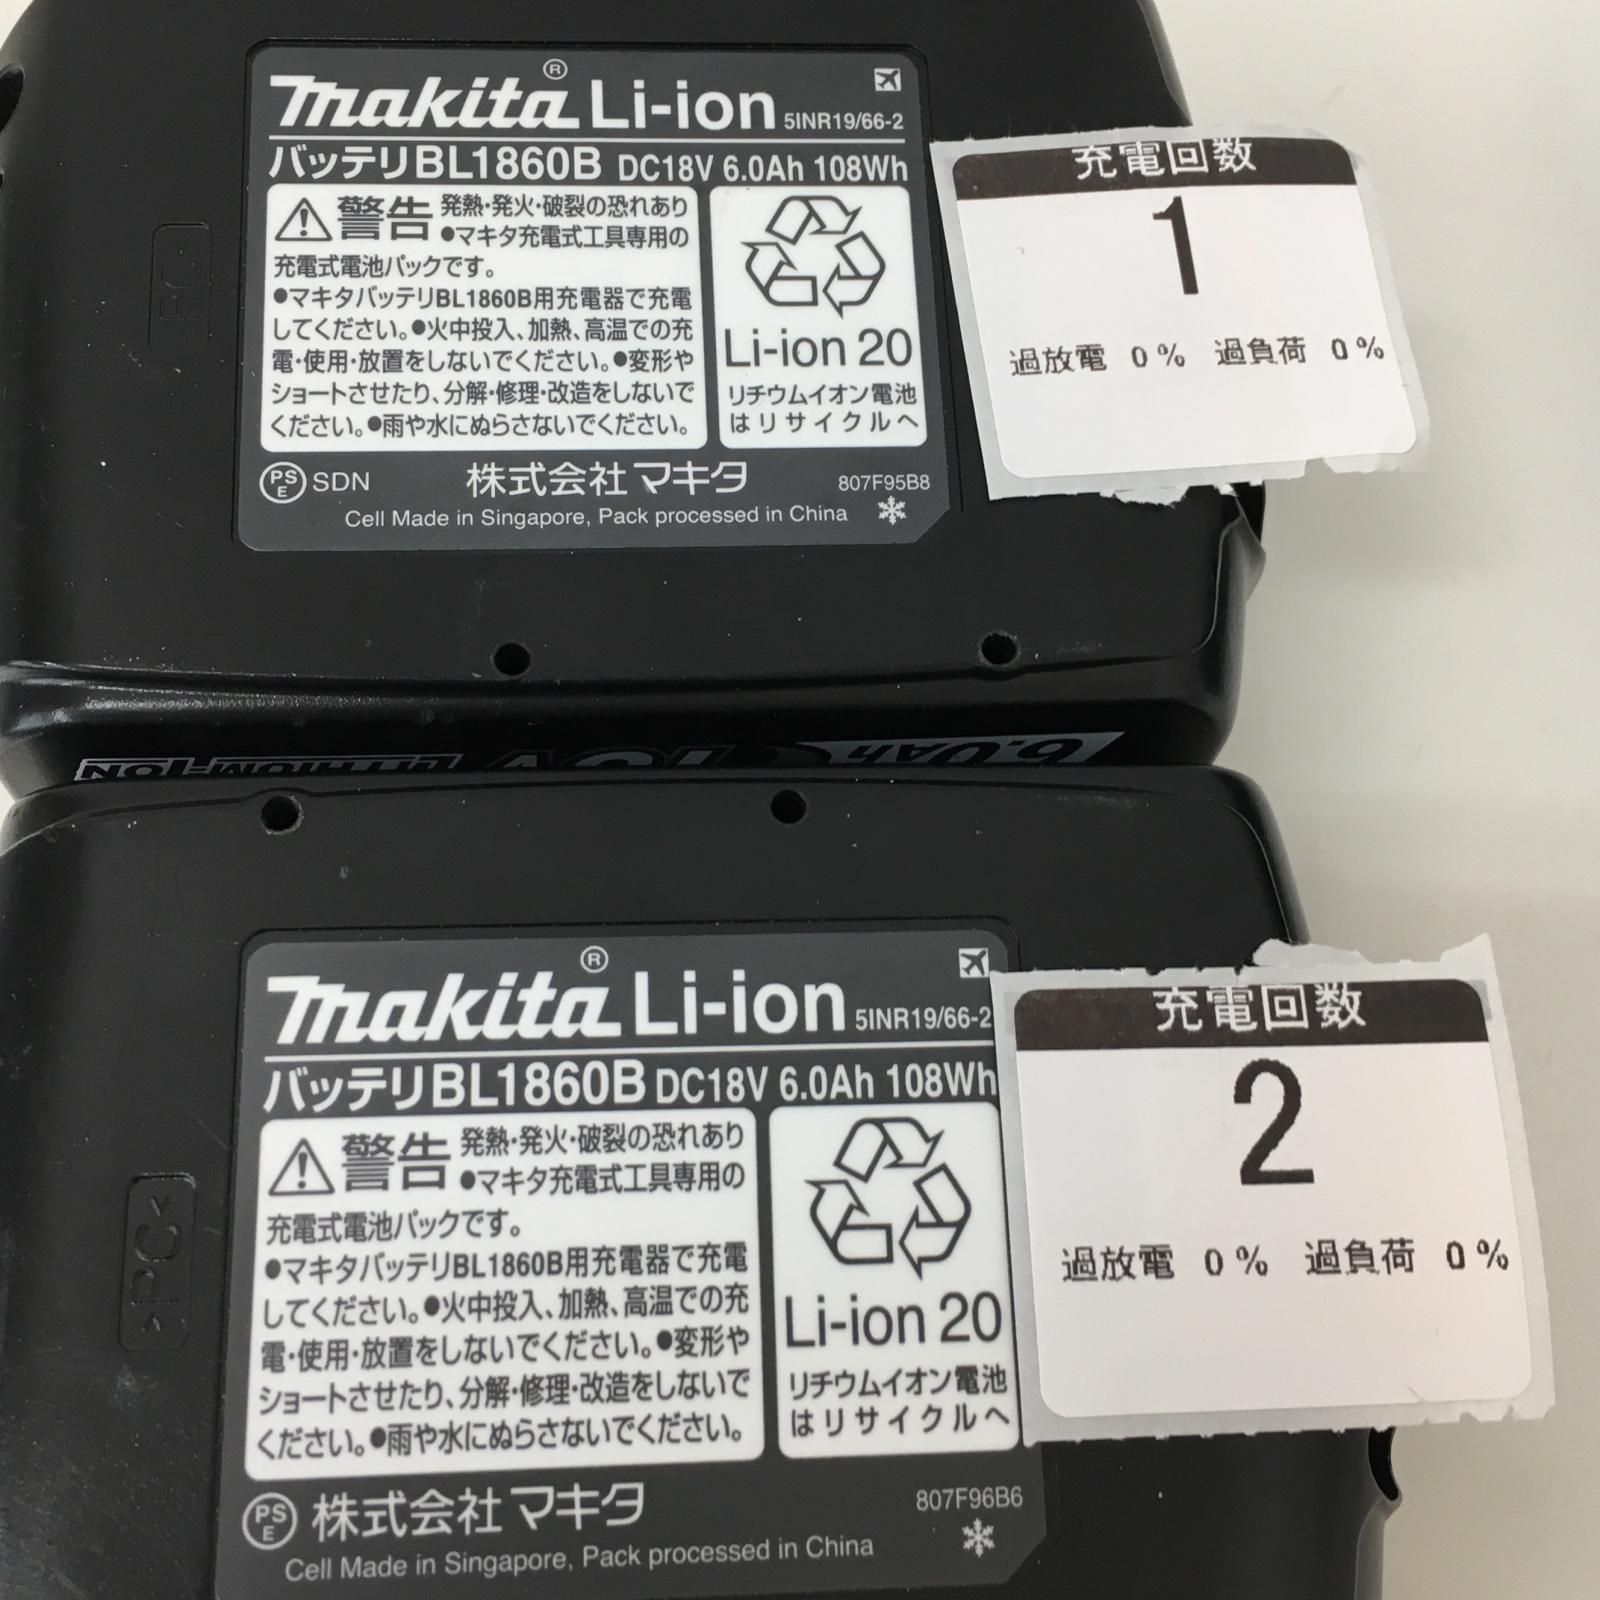 makita® Li-ion 5INR19/66-2
バッテリBL1860B DC18V 6.0Ah 108Wh
警告 発熱・発火・破裂の恐れあり
●マキタ充電式工具専用の
充電式電池パックです。
●マキタバッテリBL1860B用充電器で充電
してください。●火中投入、加熱、高温での充
電・使用・放置をしないでください。●変形や
ショートさせたり、分解・修理・改造をしないで
ください。●雨や水にぬらさないでください。
Li-ion 20
リチウムイオン電池
はリサイクルへ
PSE SDN 株式会社マキタ 807F95B8
Cell Made in Singapore, Pack processed in China
充電回数
1
過放電 0% 過負荷 0%
>PC<
6.0Ah 18V LITHIUM-ION
makita® Li-ion 5INR19/66-2
バッテリBL1860B DC18V 6.0Ah 108Wh
警告 発熱・発火・破裂の恐れあり
●マキタ充電式工具専用の
充電式電池パックです。
●マキタバッテリBL1860B用充電器で充電
してください。●火中投入、加熱、高温での充
電・使用・放置をしないでください。●変形や
ショートさせたり、分解・修理・改造をしないで
ください。●雨や水にぬらさないでください。
Li-ion 20
リチウムイオン電池
はリサイクルへ
PSE 株式会社マキタ 807F96B6
Cell Made in Singapore, Pack processed in China
充電回数
2
過放電 0% 過負荷 0%
>PC<